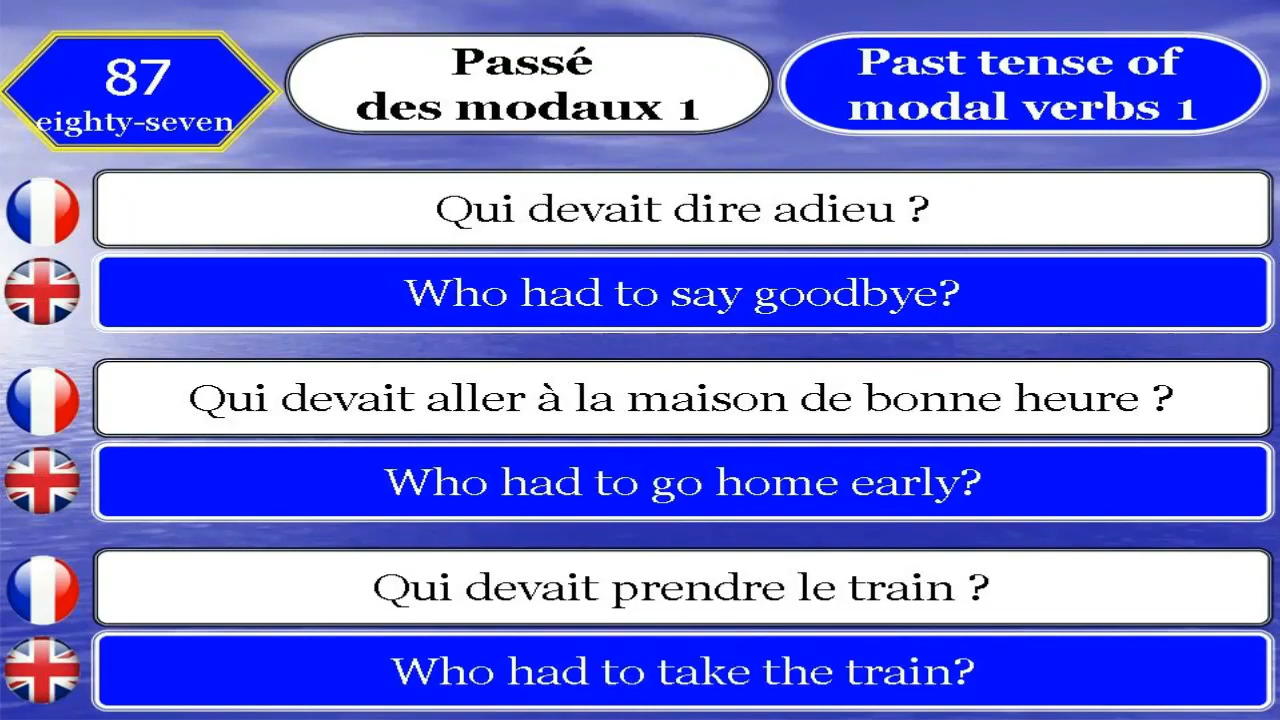 87
eighty-seven
Passé
des modaux 1
Past tense of
modal verbs 1
Qui devait dire adieu ?
Who had to say goodbye?
Qui devait aller à la maison de bonne heure ?
Who had to go home early?
Qui devait prendre le train ?
Who had to take the train?